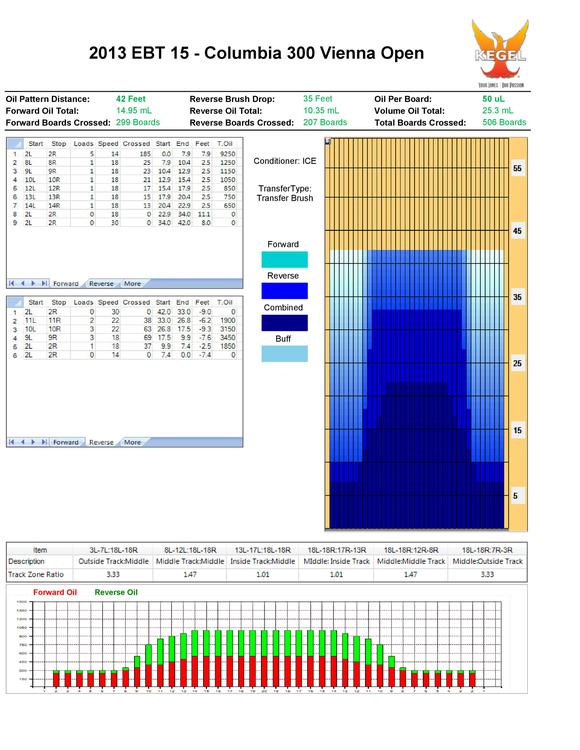 2013 EBT 15 - Columbia 300 Vienna Open
KEGEL
Oil Pattern Distance: 42 Feet Reverse Brush Drop: 35 Feet Oil Per Board: 50 uL
Forward Oil Total: 14.95 mL Reverse Oil Total: 10.35 mL Volume Oil Total: 25.3 mL
Forward Boards Crossed: 299 Boards Reverse Boards Crossed: 207 Boards Total Boards Crossed: 506 Boards
Start Stop Loads Speed Crossed Start End Feet T.Oil
1 2L 2R 5 14 185 0.0 7.9 7.9 9250
2 8L 8R 1 18 25 7.9 10.4 2.5 1250
3 9L 9R 1 18 23 10.4 12.9 2.5 1150
4 10L 10R 1 18 21 12.9 15.4 2.5 1050
5 12L 12R 1 18 17 15.4 17.9 2.5 850
6 13L 13R 1 18 15 17.9 20.4 2.5 750
7 14L 14R 1 18 13 20.4 22.9 2.5 650
8 2L 2R 0 18 0 22.9 34.0 11.1 0
9 2L 2R 0 30 0 34.0 42.0 8.0 0
Forward Reverse More
Start Stop Loads Speed Crossed Start End Feet T.Oil
1 2L 2R 0 30 0 42.0 33.0 -9.0 0
2 11L 11R 2 22 38 33.0 26.8 -6.2 1900
3 10L 10R 3 22 63 26.8 17.5 -9.3 3150
4 9L 9R 3 18 69 17.5 9.9 -7.6 3450
5 2L 2R 1 18 37 9.9 7.4 -2.5 1850
6 2L 2R 0 14 0 7.4 0.0 -7.4 0
Forward Reverse More
Conditioner: ICE
TransferType:
Transfer Brush
Forward
Reverse
Combined
Buff
55
45
35
25
15
5
Item 3L-7L:18L-18R 8L-12L:18L-18R 13L-17L:18L-18R 18L-18R:17R-13R 18L-18R:12R-8R 18L-18R:7R-3R
Description Outside Track:Middle Middle Track:Middle Inside Track:Middle MIddle: Inside Track Middle:Middle Track Middle:Outside Track
Track Zone Ratio 3.33 1.47 1.01 1.01 1.47 3.33
Forward Oil Reverse Oil